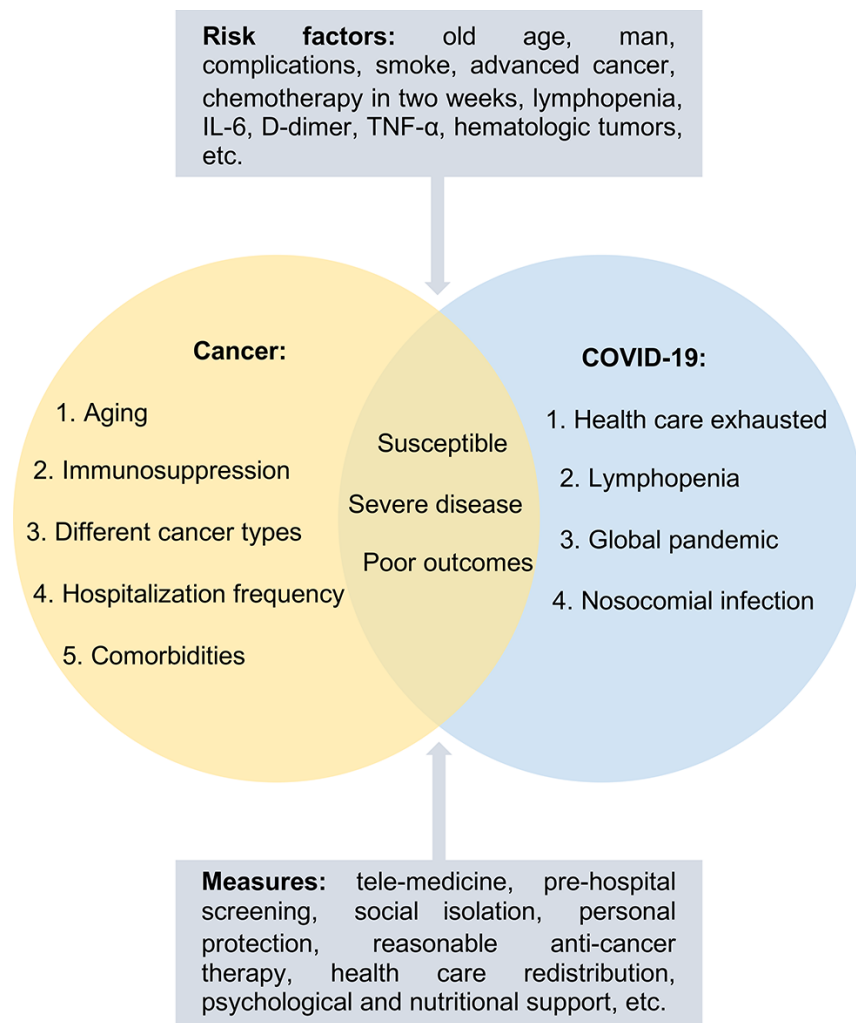 Risk factors: old age, man,
complications, smoke, advanced cancer,
chemotherapy in two weeks, lymphopenia,
IL-6, D-dimer, TNF-α, hematologic tumors,
etc.
Cancer:
1. Aging
2. Immunosuppression
3. Different cancer types
4. Hospitalization frequency
5. Comorbidities
Susceptible
Severe disease
Poor outcomes
COVID-19:
1. Health care exhausted
2. Lymphopenia
3. Global pandemic
4. Nosocomial infection
Measures: tele-medicine, pre-hospital
screening, social isolation, personal
protection, reasonable anti-cancer
therapy, health care redistribution,
psychological and nutritional support, etc.